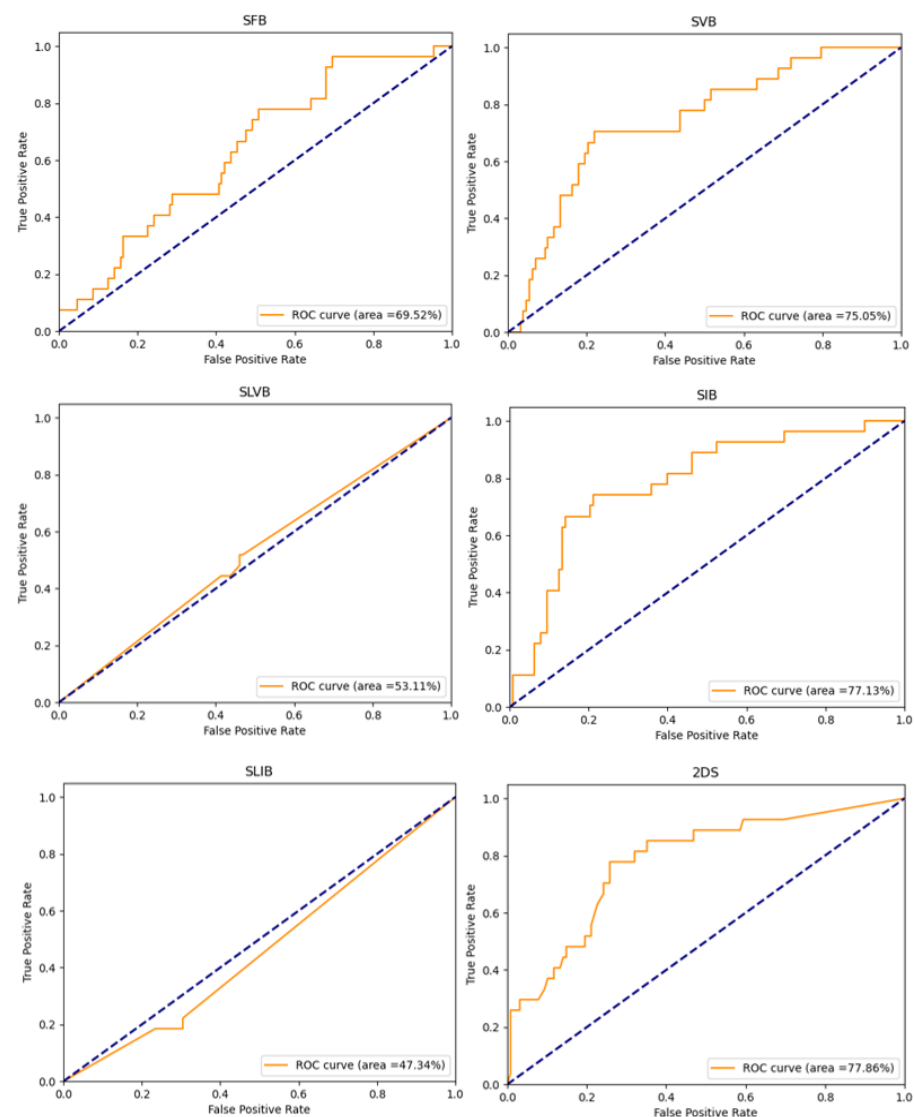 SFB
True Positive Rate
1.0
0.8
0.6
0.4
0.2
0.0
ROC curve (area =69.52%)
0.0 0.2 0.4 0.6 0.8 1.0
False Positive Rate
SVB
True Positive Rate
1.0
0.8
0.6
0.4
0.2
0.0
ROC curve (area =75.05%)
0.0 0.2 0.4 0.6 0.8 1.0
False Positive Rate
SLVB
True Positive Rate
1.0
0.8
0.6
0.4
0.2
0.0
ROC curve (area =53.11%)
0.0 0.2 0.4 0.6 0.8 1.0
False Positive Rate
SIB
True Positive Rate
1.0
0.8
0.6
0.4
0.2
0.0
ROC curve (area =77.13%)
0.0 0.2 0.4 0.6 0.8 1.0
False Positive Rate
SLIB
True Positive Rate
1.0
0.8
0.6
0.4
0.2
0.0
ROC curve (area =47.34%)
0.0 0.2 0.4 0.6 0.8 1.0
False Positive Rate
2DS
True Positive Rate
1.0
0.8
0.6
0.4
0.2
0.0
ROC curve (area =77.86%)
0.0 0.2 0.4 0.6 0.8 1.0
False Positive Rate